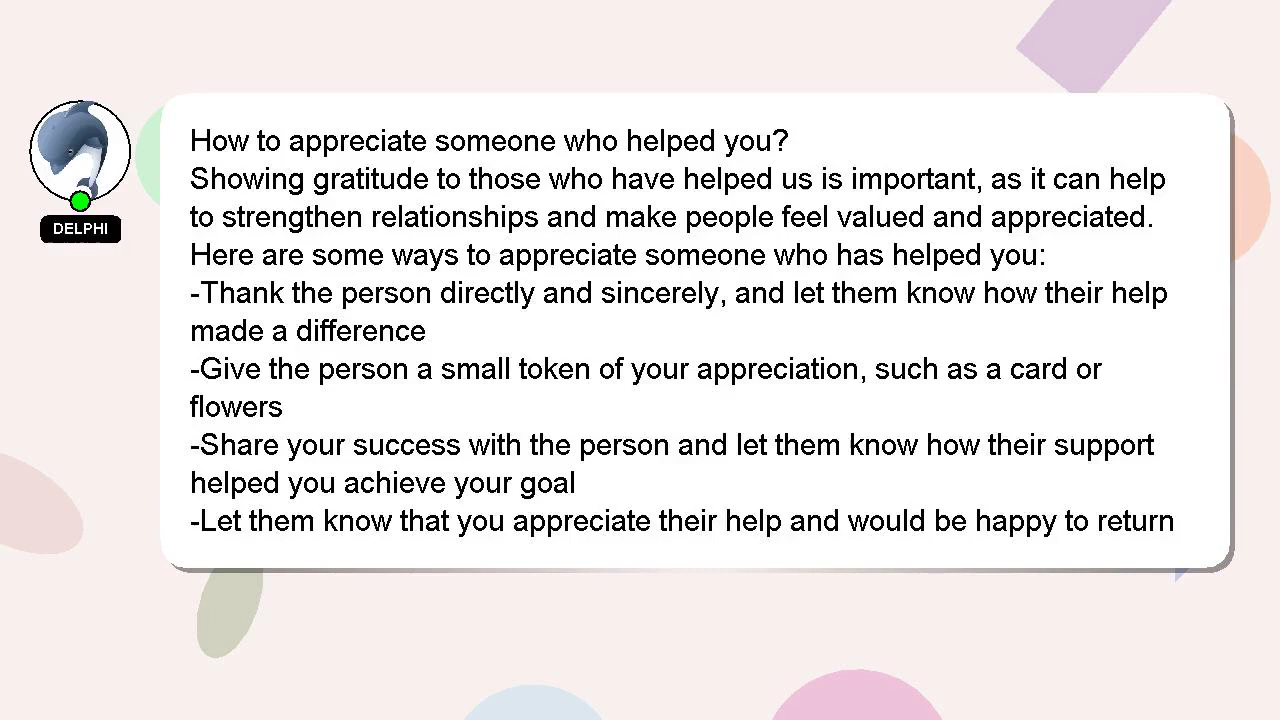 How to appreciate someone who helped you?
Showing gratitude to those who have helped us is important, as it can help
to strengthen relationships and make people feel valued and appreciated.
Here are some ways to appreciate someone who has helped you:
-Thank the person directly and sincerely, and let them know how their help
made a difference
-Give the person a small token of your appreciation, such as a card or
flowers
-Share your success with the person and let them know how their support
helped you achieve your goal
-Let them know that you appreciate their help and would be happy to return
DELPHI